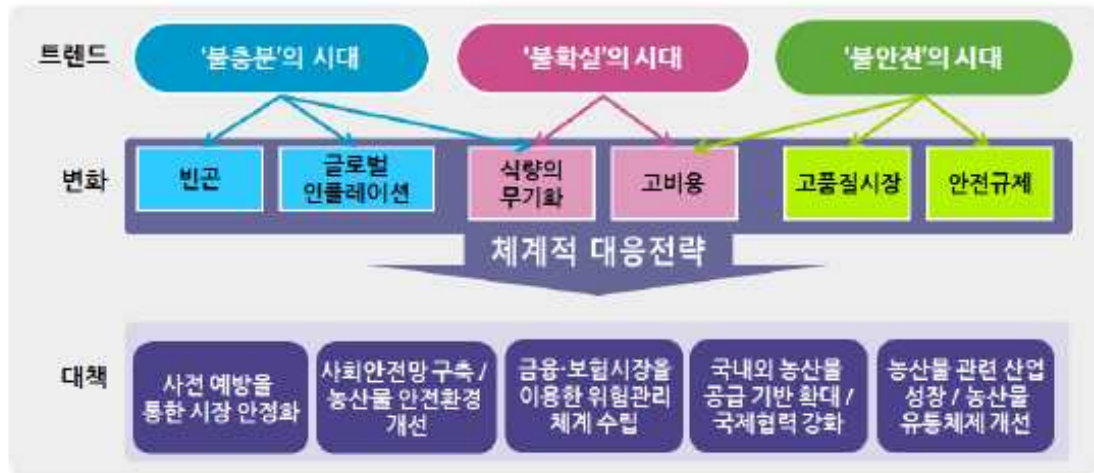 트렌드
'불충분'의 시대
'불확실'의 시대
'불안전'의 시대
변화
빈곤
글로벌
인플레이션
식량의
무기화
고비용
고품질시장
안전규제
체계적 대응전략
대책
사전 예방을
통한 시장 안정화
사회안전망 구축 /
농산물 안전환경
개선
금융·보험시장을
이용한 위험관리
체계 수립
국내외 농산물
공급 기반 확대 /
국제협력 강화
농산물 관련 산업
성장 / 농산물
유통체제 개선